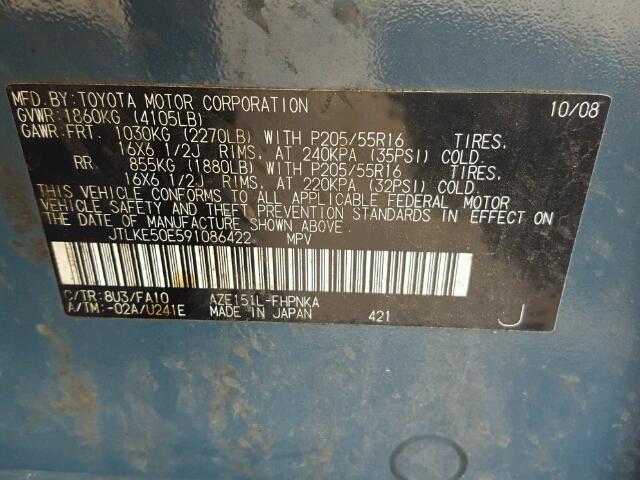 MFD.BY:TOYOTA MOTOR CORPORATION 10/08
GVWR:1860KG (4105LB)
GAWR:FRT 1030KG (2270LB) WITH P205/55R16 TIRES,
16X6 1/2J RIMS, AT 240KPA (35PSI) COLD.
RR 855KG (1880LB) WITH P205/55R16 TIRES,
16X6 1/2J RIMS, AT 220KPA (32PSI) COLD.
THIS VEHICLE CONFORMS TO ALL APPLICABLE FEDERAL MOTOR
VEHICLE SAFETY AND THEFT PREVENTION STANDARDS IN EFFECT ON
THE DATE OF MANUFACTURE SHOWN ABOVE.
JTLKE50E591086422 MPV
C/TR:8U3/FA10 AZE151L-FHPNKA
A/TM:-02A/U241E MADE IN JAPAN 421 J